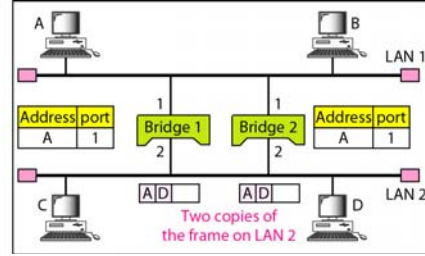 A
B
LAN 1
1
1
Address port
A 1
Bridge 1
Bridge 2
Address port
A 1
2
2
A D
A D
LAN 2
C
D
Two copies of
the frame on LAN 2